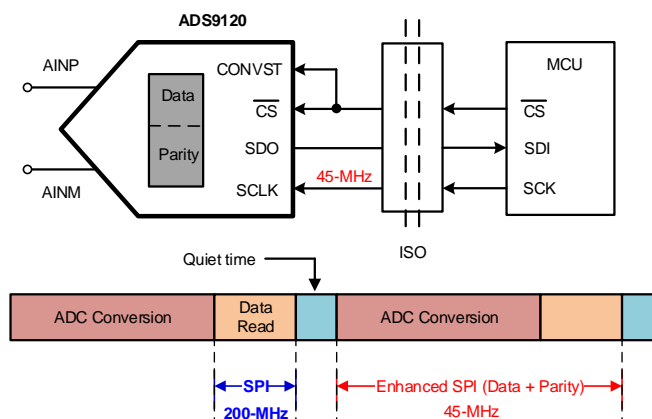 ADS9120
AINP
AINM
Data
Parity
CONVST
CS
SDO
SCLK
45-MHz
ISO
MCU
CS
SDI
SCK
Quiet time
ADC Conversion
Data
Read
ADC Conversion
SPI
200-MHz
Enhanced SPI (Data + Parity)
45-MHz